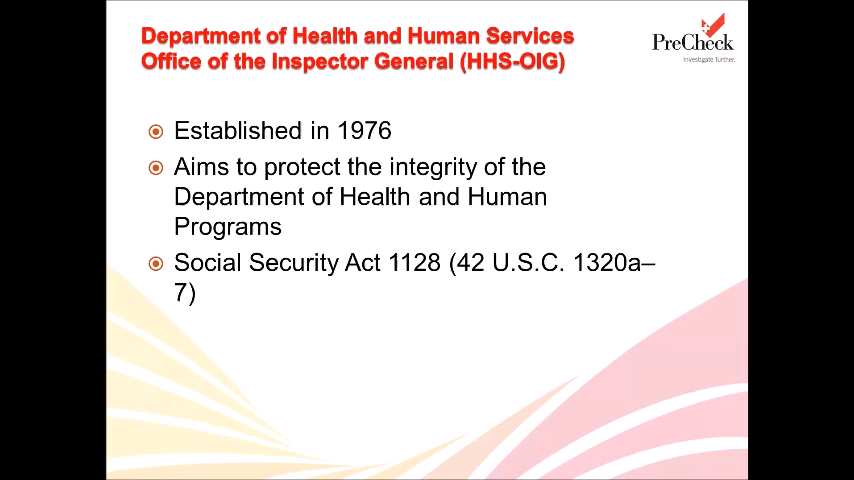 Department of Health and Human Services
Office of the Inspector General (HHS-OIG)
PreCheck
Investigate further.
Established in 1976
Aims to protect the integrity of the
Department of Health and Human
Programs
Social Security Act 1128 (42 U.S.C. 1320a–
7)